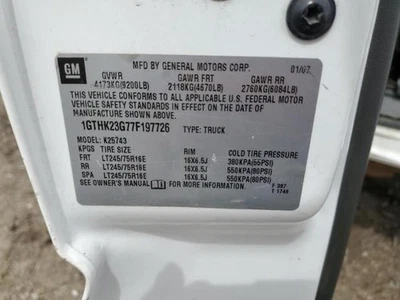 GM
MFD BY GENERAL MOTORS CORP. 01/07
GVWR GAWR FRT GAWR RR
4173KG(9200LB) 2118KG(4670LB) 2760KG(6084LB)
THIS VEHICLE CONFORMS TO ALL APPLICABLE U.S. FEDERAL MOTOR
VEHICLE SAFETY STANDARDS IN EFFECT ON THE DATE OF
MANUFACTURE SHOWN ABOVE.
1GTHK23G77F197726 TYPE: TRUCK
MODEL: K25743
KPGS TIRE SIZE RIM COLD TIRE PRESSURE
FRT LT245/75R16E 16X6.5J 380KPA(55PSI)
RR LT245/75R16E 16X6.5J 550KPA(80PSI)
SPA LT245/75R16E 16X6.5J 550KPA(80PSI)
SEE OWNER'S MANUAL FOR MORE INFORMATION.